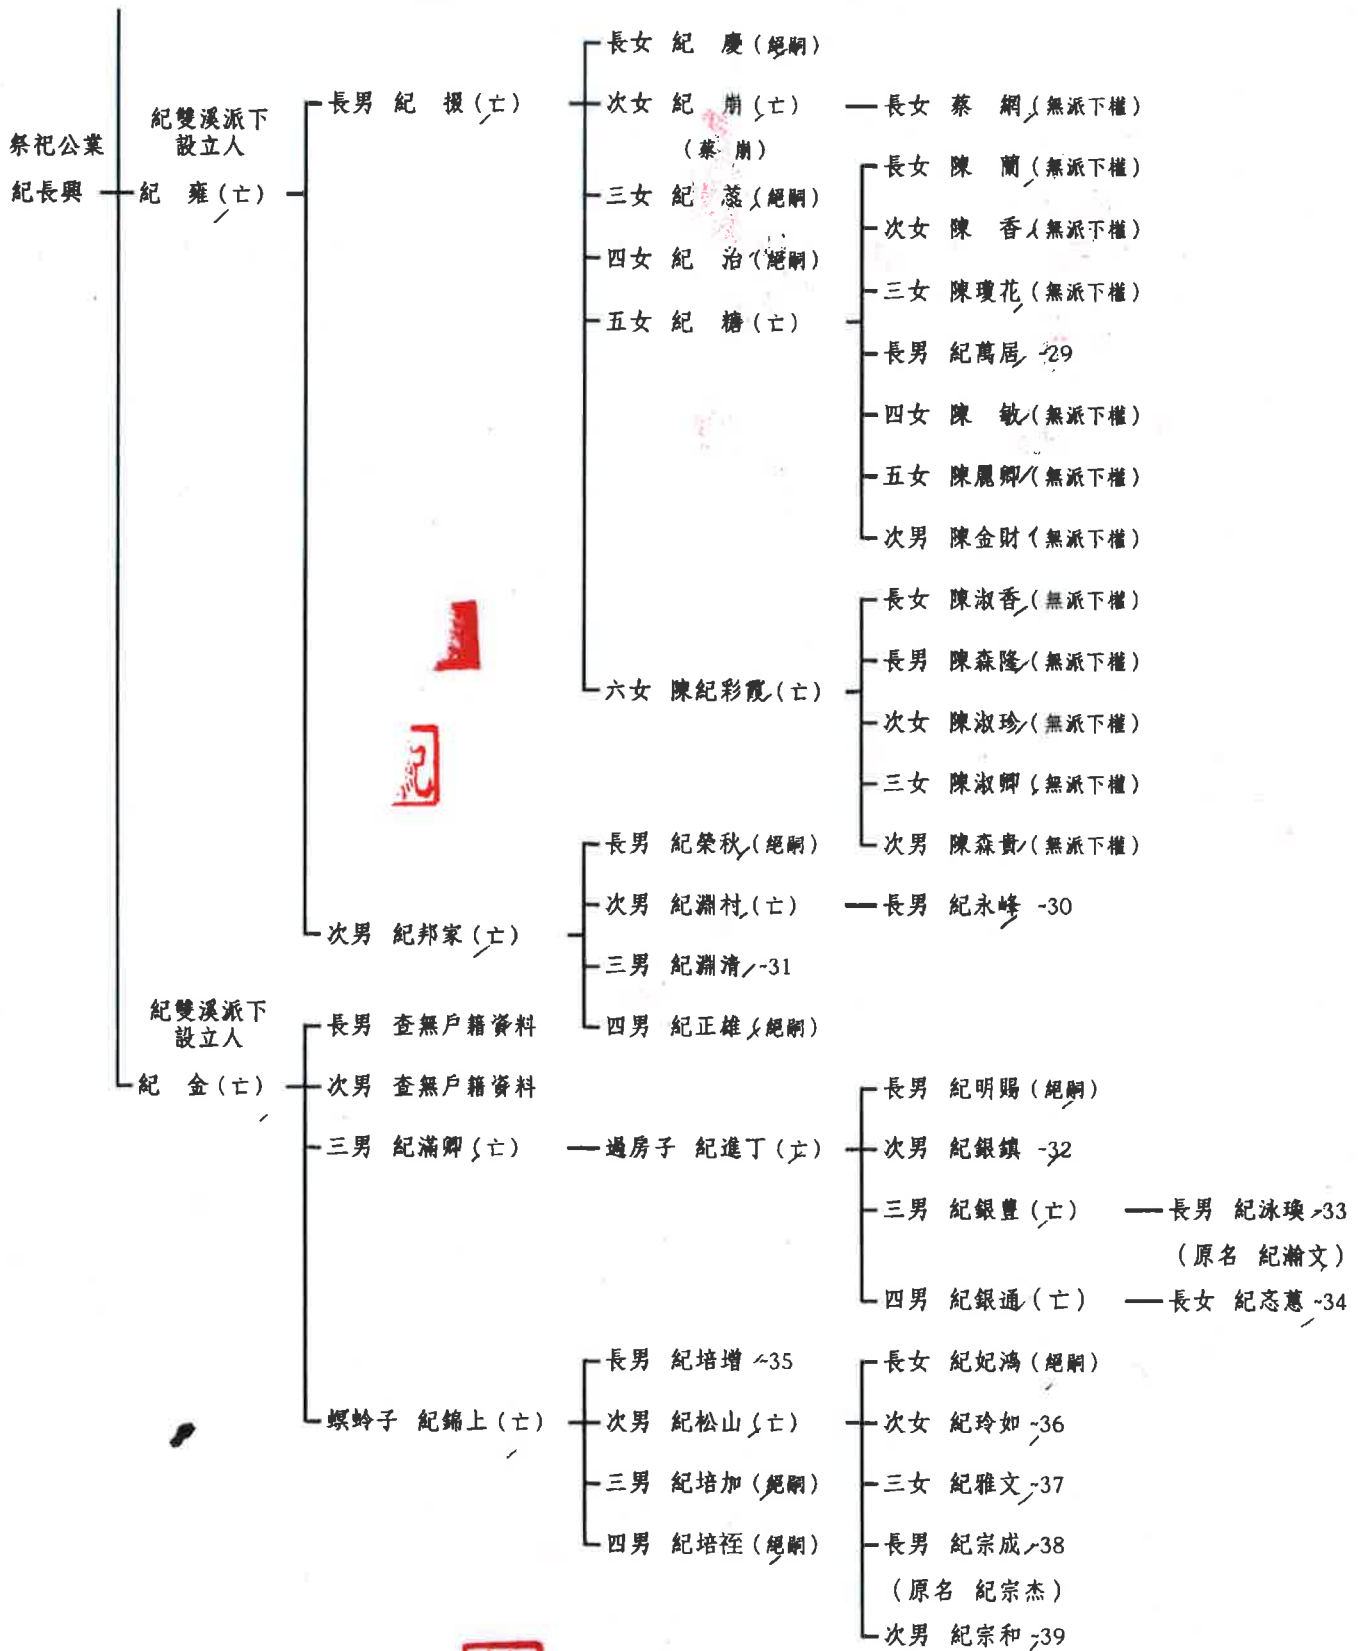 長女 紀 慶(絕嗣)
長男 紀 掇(亡)
次女 紀 崩(亡)
長女 蔡 網(無派下權)
紀雙溪派下
設立人
祭祀公業
(蔡 崩)
長女 陳 蘭(無派下權)
紀長興
紀 雍(亡)
三女 紀 蕊(絕嗣)
次女 陳 香(無派下權)
四女 紀 治(絕嗣)
三女 陳瓊花(無派下權)
五女 紀 糖(亡)
長男 紀萬居 -29
四女 陳 敏(無派下權)
五女 陳麗卿(無派下權)
次男 陳金財(無派下權)
長女 陳淑香(無派下權)
長男 陳森隆(無派下權)
六女 陳紀彩霞(亡)
次女 陳淑珍(無派下權)
紀
三女 陳淑卿(無派下權)
長男 紀榮秋(絕嗣)
次男 陳森貴(無派下權)
次男 紀淵村(亡)
長男 紀永峰 -30
次男 紀邦家(亡)
三男 紀淵清 -31
紀雙溪派下
設立人
長男 查無戶籍資料
四男 紀正雄(絕嗣)
紀 金(亡)
次男 查無戶籍資料
長男 紀明賜(絕嗣)
三男 紀滿卿(亡)
過房子 紀進丁(亡)
次男 紀銀鎮 -32
三男 紀銀豐(亡)
長男 紀泳瑍 -33
(原名 紀瀚文)
四男 紀銀通(亡)
長女 紀忞蕙 -34
長男 紀培增 -35
長女 紀妃鴻(絕嗣)
螟蛉子 紀錦上(亡)
次男 紀松山(亡)
次女 紀玲如 -36
三男 紀培加(絕嗣)
三女 紀雅文 -37
四男 紀培荏(絕嗣)
長男 紀宗成 -38
(原名 紀宗杰)
次男 紀宗和 -39